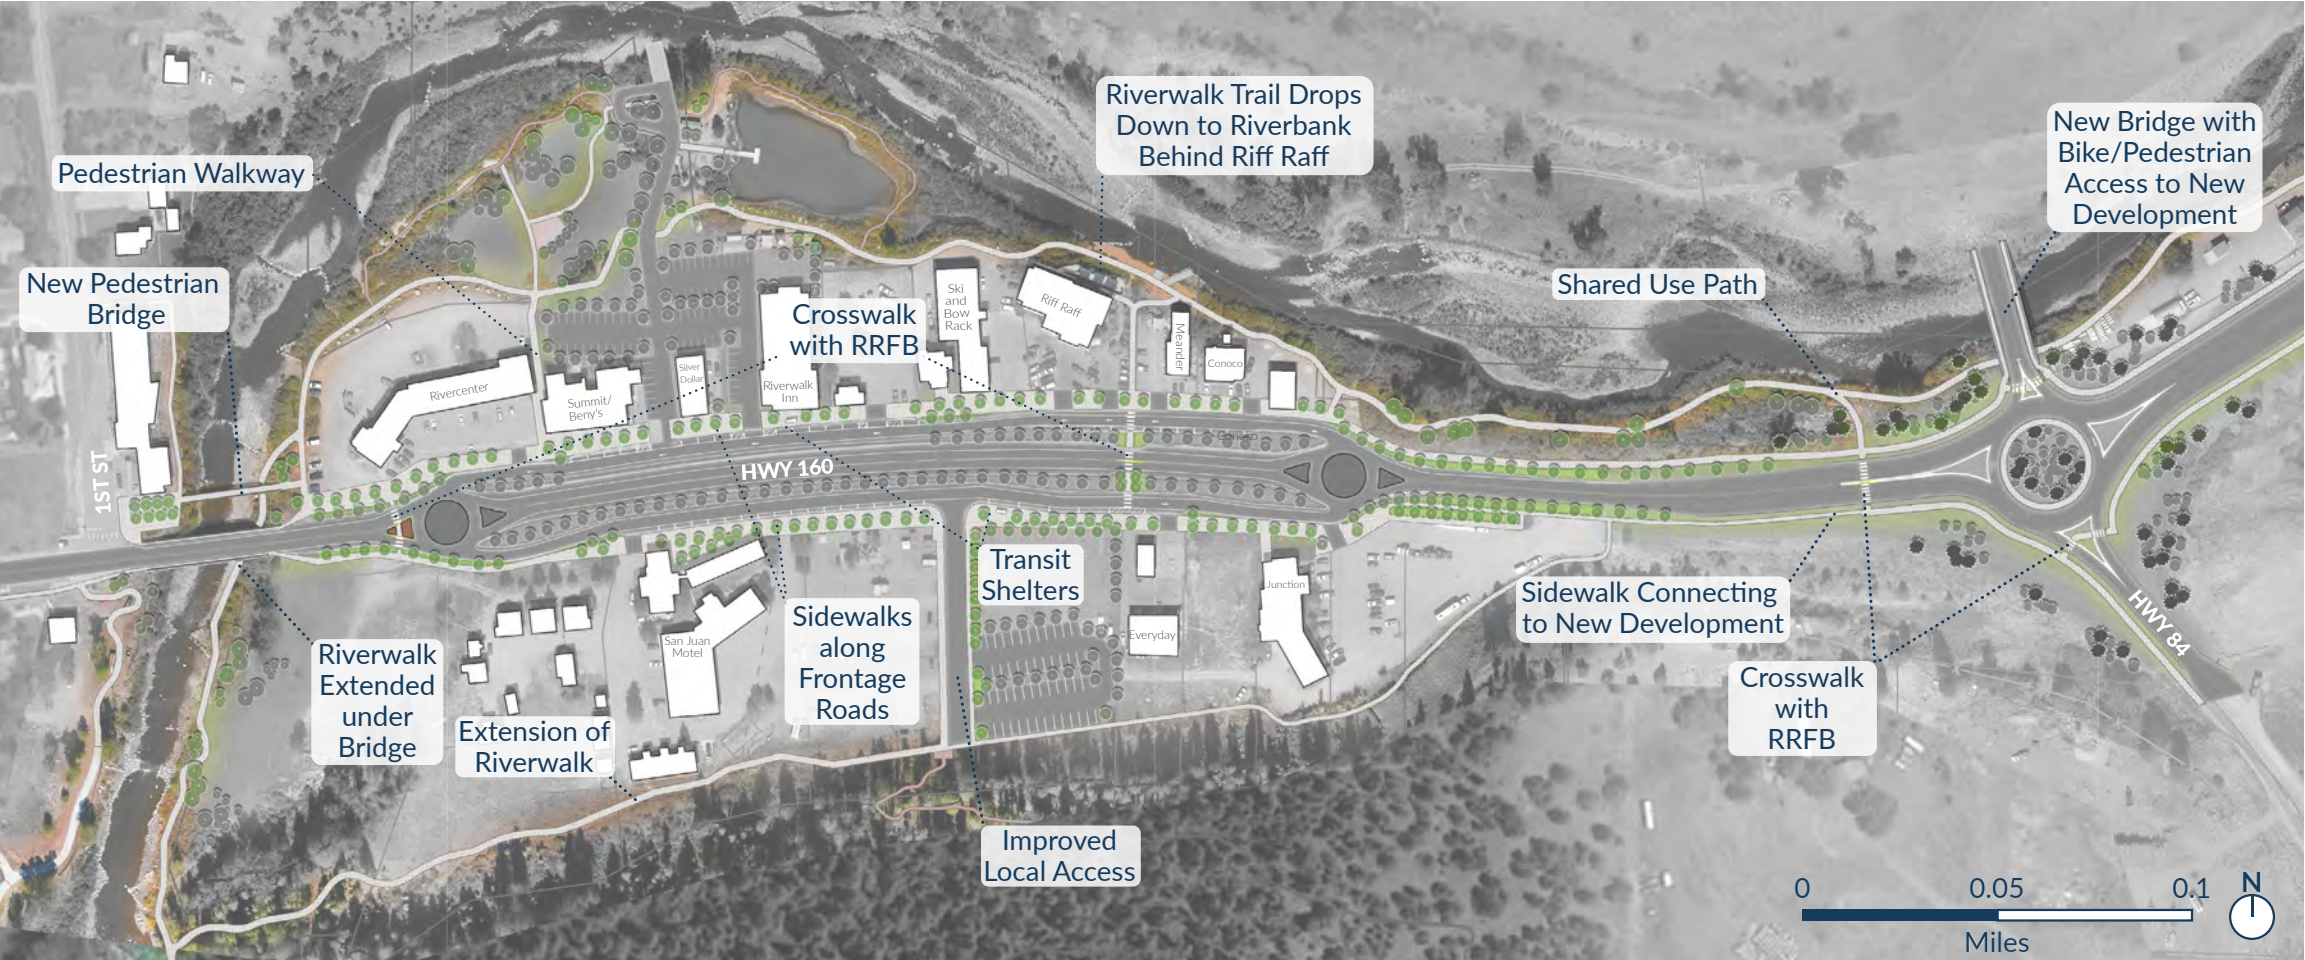 Riverwalk Trail Drops
Down to Riverbank
Behind Riff Raff
New Bridge with
Bike/Pedestrian
Access to New
Development
Pedestrian Walkway
New Pedestrian
Bridge
Shared Use Path
Crosswalk
with RRFB
Ski
and
Bow
Rack
Riff Raff
Meander
Conoco
Silver
Dollar
Riverwalk
Inn
Rivercenter
Summit/
Beny's
Conoco
1ST ST
HWY 160
Transit
Shelters
Junction
Sidewalk Connecting
to New Development
HWY 84
Sidewalks
along
Frontage
Roads
Everyday
San Juan
Motel
Riverwalk
Extended
under
Bridge
Crosswalk
with
RRFB
Extension of
Riverwalk
Improved
Local Access
0 0.05 0.1
Miles
N